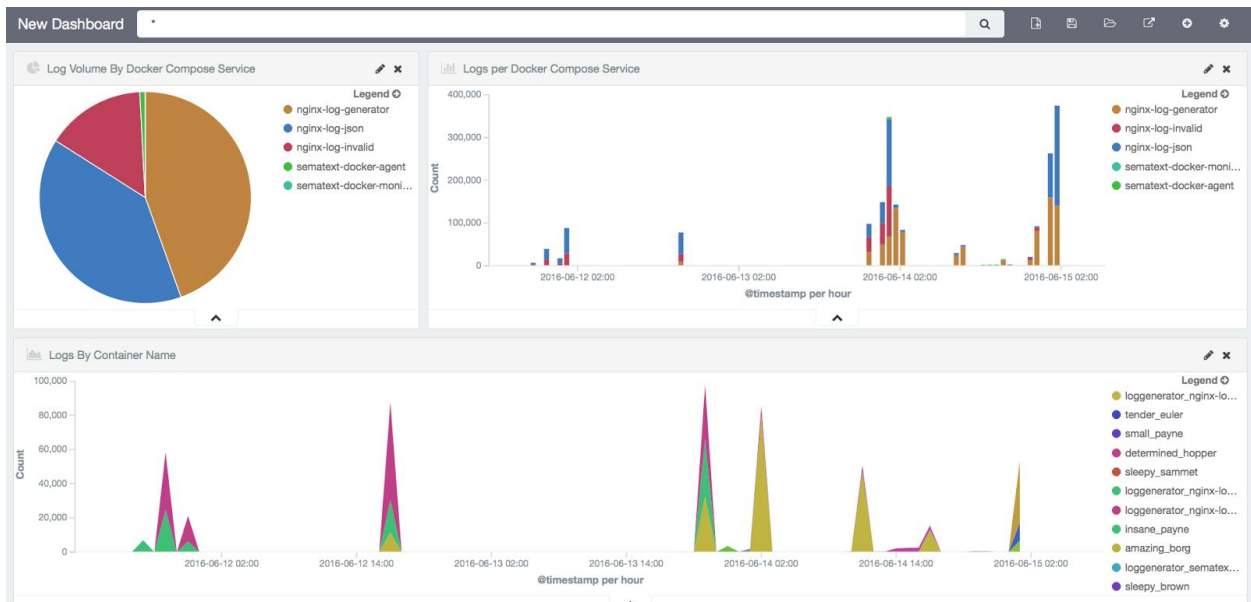 New Dashboard
*
Log Volume By Docker Compose Service
Legend
nginx-log-generator
nginx-log-json
nginx-log-invalid
sematext-docker-agent
sematext-docker-moni...
Logs per Docker Compose Service
400,000
300,000
200,000
100,000
0
Count
2016-06-12 02:00 2016-06-13 02:00 2016-06-14 02:00 2016-06-15 02:00
@timestamp per hour
Legend
nginx-log-generator
nginx-log-invalid
nginx-log-json
sematext-docker-moni...
sematext-docker-agent
Logs By Container Name
100,000
80,000
60,000
40,000
20,000
0
Count
2016-06-12 02:00 2016-06-12 14:00 2016-06-13 02:00 2016-06-13 14:00 2016-06-14 02:00 2016-06-14 14:00 2016-06-15 02:00
@timestamp per hour
Legend
loggenerator_nginx-lo...
tender_euler
small_payne
determined_hopper
sleepy_sammet
loggenerator_nginx-lo...
loggenerator_nginx-lo...
insane_payne
amazing_borg
loggenerator_sematex...
sleepy_brown